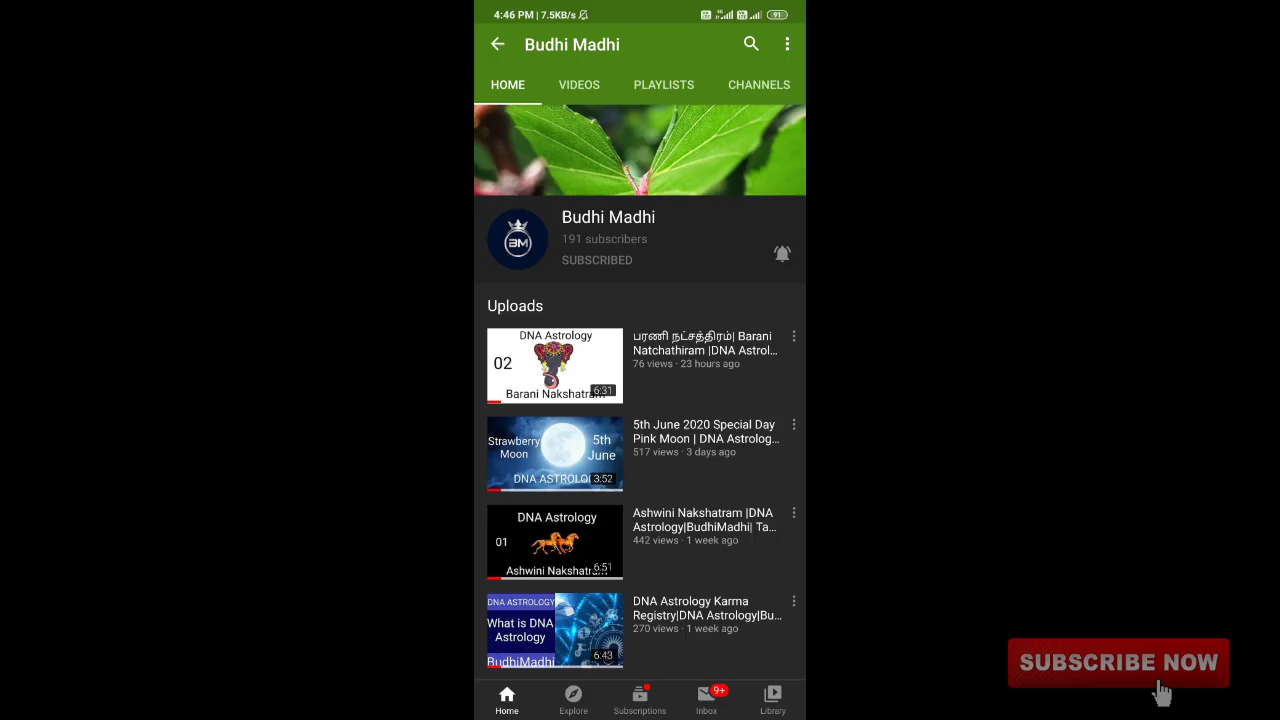 4:46 PM | 7.5KB/s
91
Budhi Madhi
HOME VIDEOS PLAYLISTS CHANNELS
BM
Budhi Madhi
191 subscribers
SUBSCRIBED
Uploads
DNA Astrology
02
6:31
Barani Nakshatram
பரணி நட்சத்திரம்| Barani
Natchathiram |DNA Astrol...
76 views · 23 hours ago
Strawberry
Moon
5th
June
DNA ASTROLO
3:52
5th June 2020 Special Day
Pink Moon | DNA Astrolog...
517 views · 3 days ago
DNA Astrology
01
6:51
Ashwini Nakshatram
Ashwini Nakshatram |DNA
Astrology|BudhiMadhi| Ta...
442 views · 1 week ago
DNA ASTROLOGY
What is DNA
Astrology
BudhiMadhi
6:43
DNA Astrology Karma
Registry|DNA Astrology|Bu...
270 views · 1 week ago
SUBSCRIBE NOW
9+
Home Explore Subscriptions Inbox Library